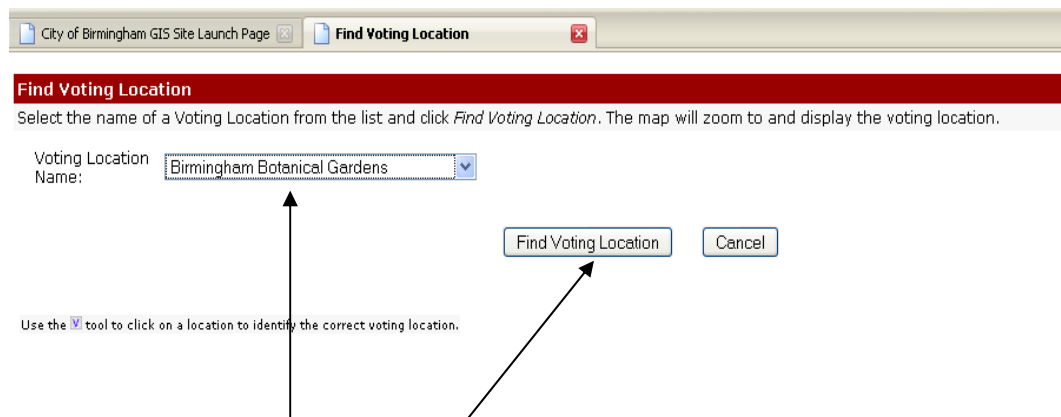 City of Birmingham GIS Site Launch Page Find Voting Location
Find Voting Location
Select the name of a Voting Location from the list and click Find Voting Location. The map will zoom to and display the voting location.
Voting Location
Name:
Birmingham Botanical Gardens
Find Voting Location Cancel
Use the V tool to click on a location to identify the correct voting location.